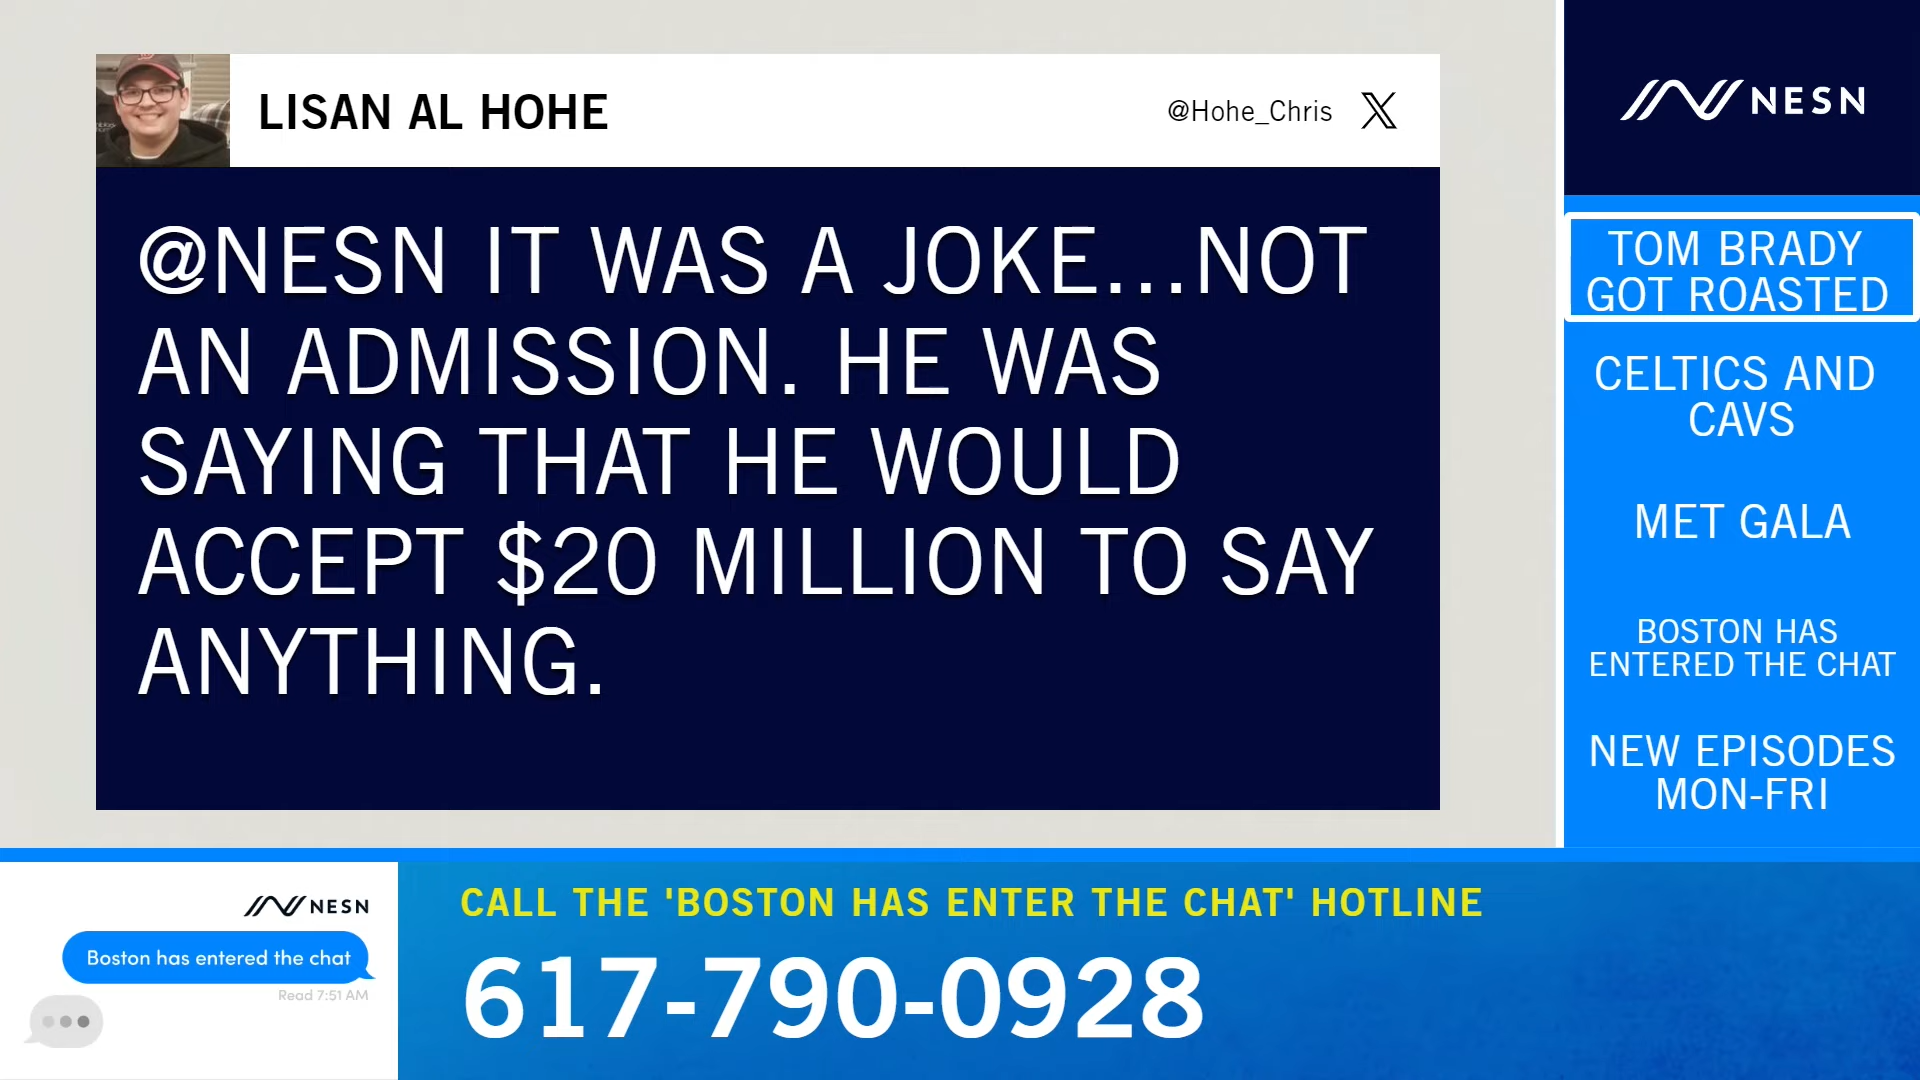 LISAN AL HOHE
@Hohe_Chris
@NESN IT WAS A JOKE...NOT
AN ADMISSION. HE WAS
SAYING THAT HE WOULD
ACCEPT $20 MILLION TO SAY
ANYTHING.
NESN
TOM BRADY
GOT ROASTED
CELTICS AND
CAVS
MET GALA
BOSTON HAS
ENTERED THE CHAT
NEW EPISODES
MON-FRI
NESN
Boston has entered the chat
Read 7:51 AM
CALL THE 'BOSTON HAS ENTER THE CHAT' HOTLINE
617-790-0928